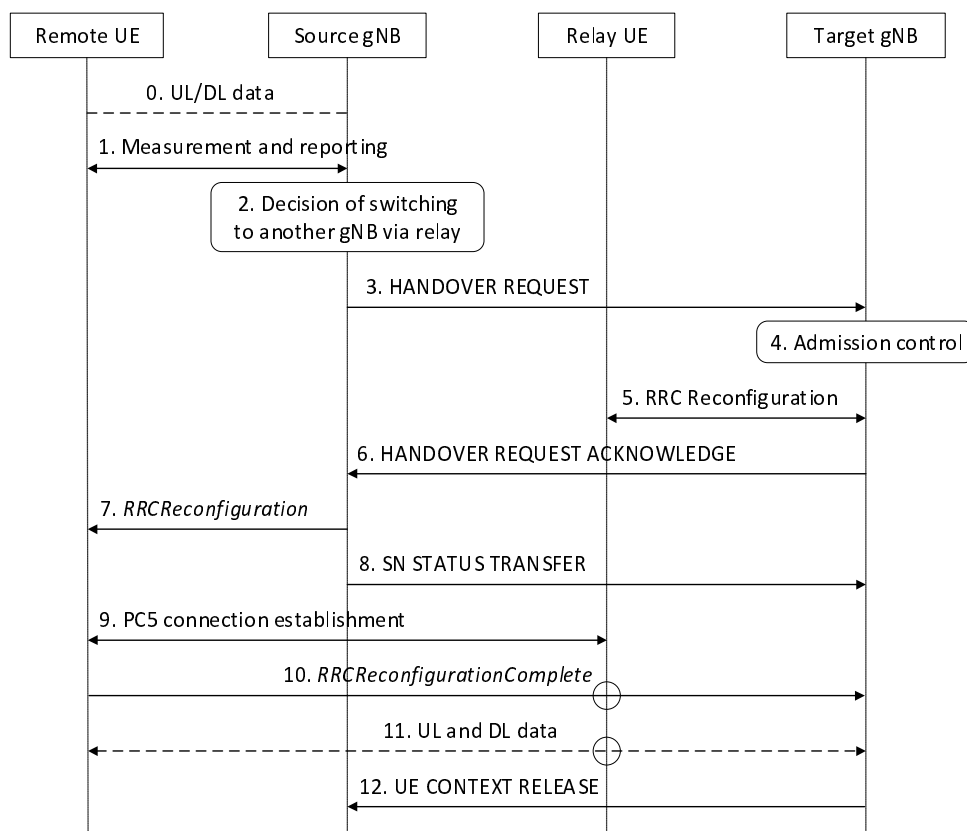 Remote UE
Source gNB
Relay UE
Target gNB
0. UL/DL data
1. Measurement and reporting
2. Decision of switching
to another gNB via relay
3. HANDOVER REQUEST
4. Admission control
5. RRC Reconfiguration
6. HANDOVER REQUEST ACKNOWLEDGE
7. RRCReconfiguration
8. SN STATUS TRANSFER
9. PC5 connection establishment
10. RRCReconfigurationComplete
11. UL and DL data
12. UE CONTEXT RELEASE